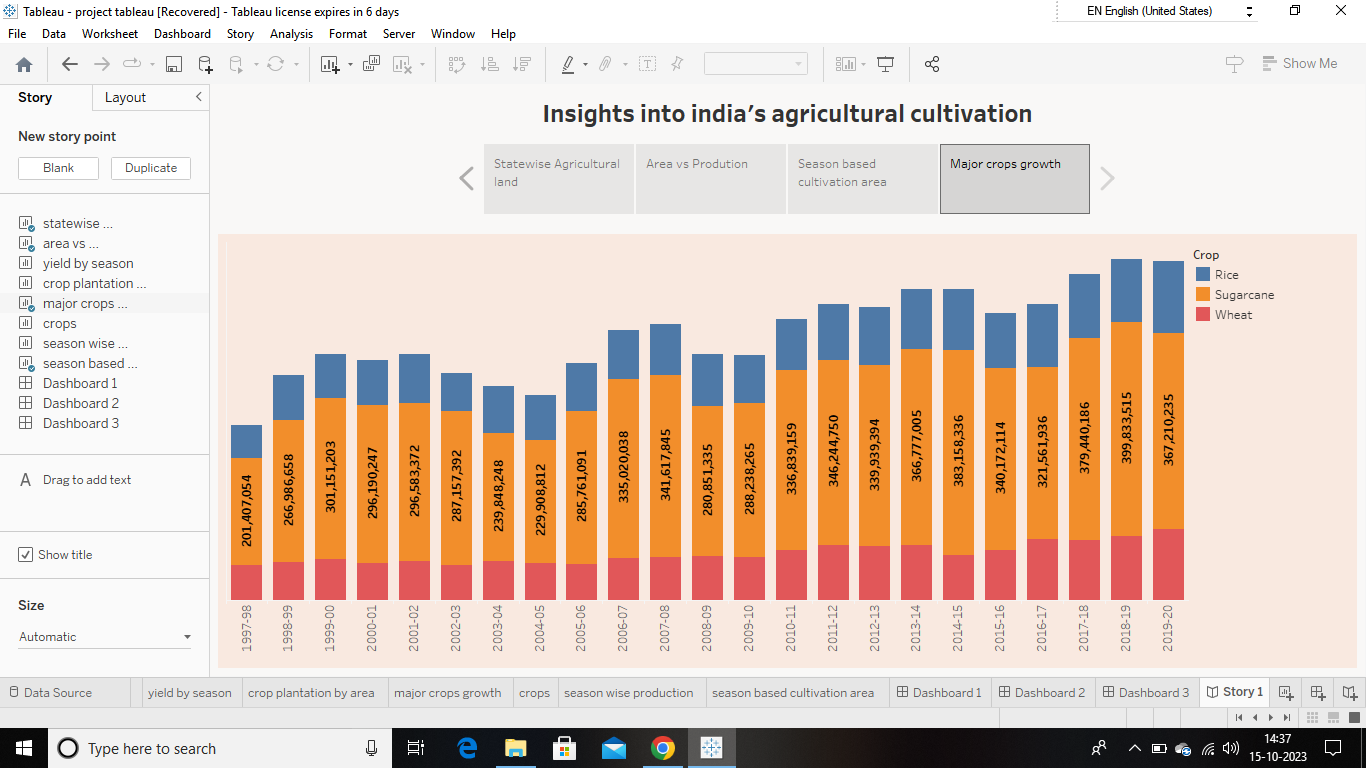 Tableau - project tableau [Recovered] - Tableau license expires in 6 days
EN English (United States)
File Data Worksheet Dashboard Story Analysis Format Server Window Help
Show Me
Story Layout
New story point
Blank Duplicate
statewise ...
area vs ...
yield by season
crop plantation ...
major crops ...
crops
season wise ...
season based ...
Dashboard 1
Dashboard 2
Dashboard 3
A Drag to add text
Show title
Size
Automatic
Insights into india’s agricultural cultivation
Statewise Agricultural
land
Area vs Prodution
Season based
cultivation area
Major crops growth
Crop
Rice
Sugarcane
Wheat
201,407,054
266,986,658
301,151,203
296,190,247
296,583,372
287,157,392
239,848,248
229,908,812
285,761,091
335,020,038
341,617,845
280,851,335
288,238,265
336,839,159
346,244,750
339,939,394
366,777,005
383,158,336
340,172,114
321,561,936
379,440,186
399,833,515
367,210,235
1997-98
1998-99
1999-00
2000-01
2001-02
2002-03
2003-04
2004-05
2005-06
2006-07
2007-08
2008-09
2009-10
2010-11
2011-12
2012-13
2013-14
2014-15
2015-16
2016-17
2017-18
2018-19
2019-20
Data Source yield by season crop plantation by area major crops growth crops season wise production season based cultivation area Dashboard 1 Dashboard 2 Dashboard 3 Story 1
Type here to search
14:37
15-10-2023